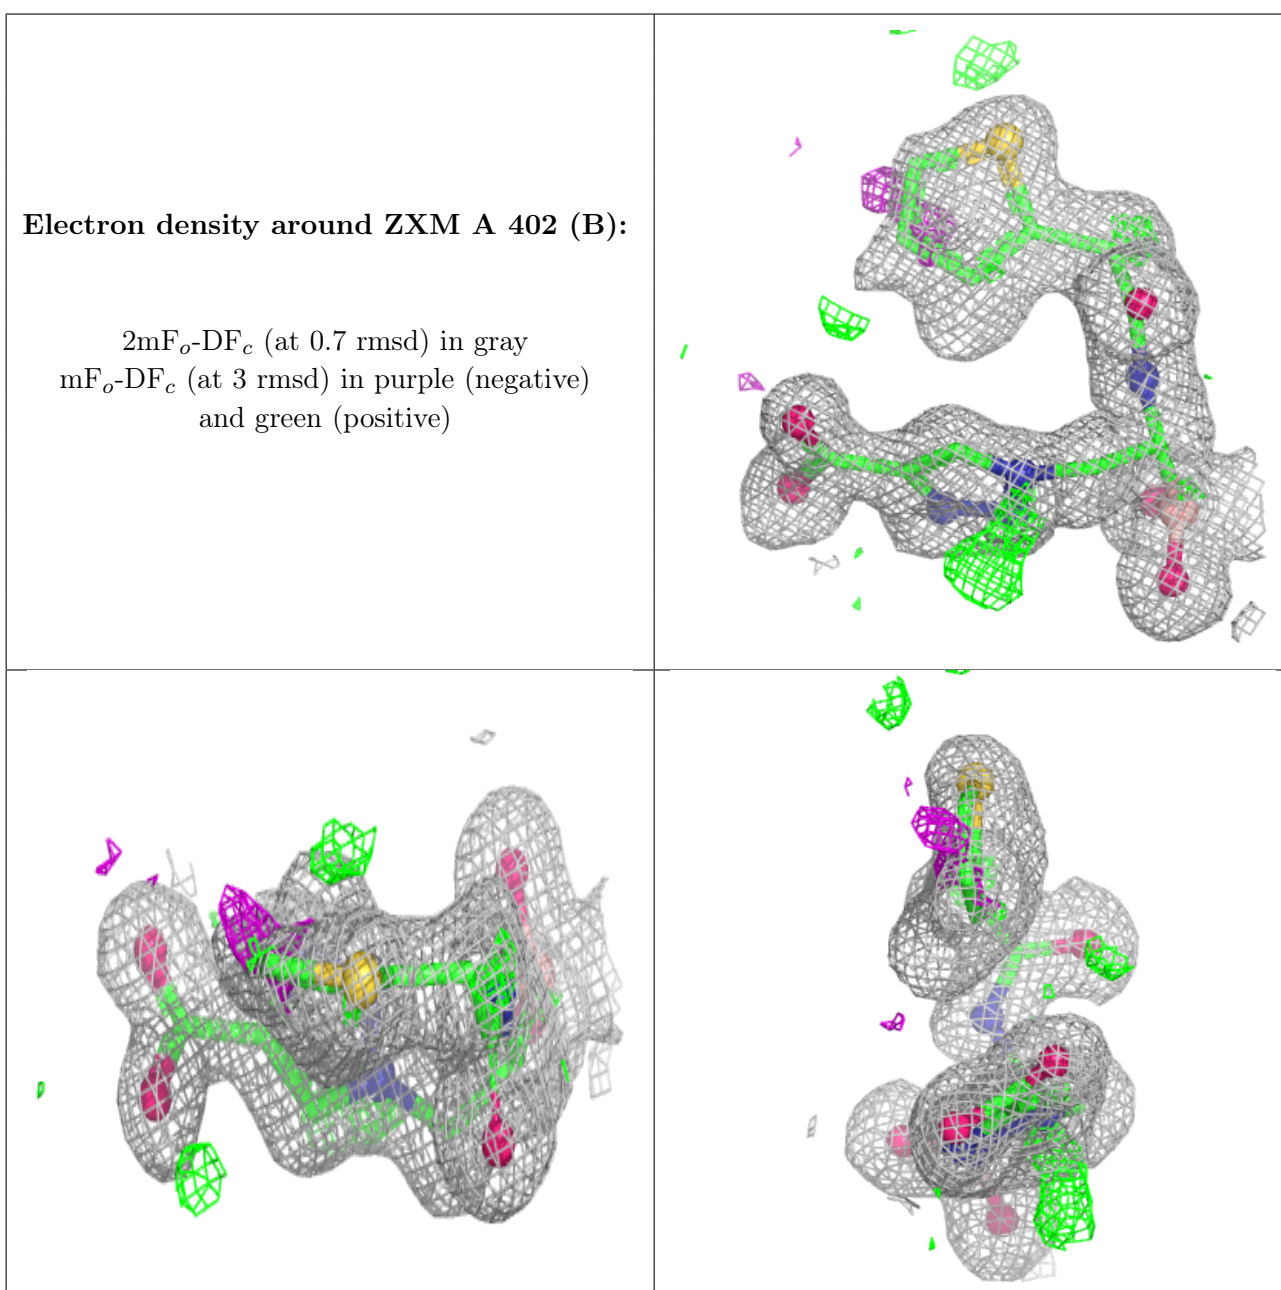 Electron density around ZXM A 402 (B):
2mFo-DFc (at 0.7 rmsd) in gray
mFo-DFc (at 3 rmsd) in purple (negative)
and green (positive)